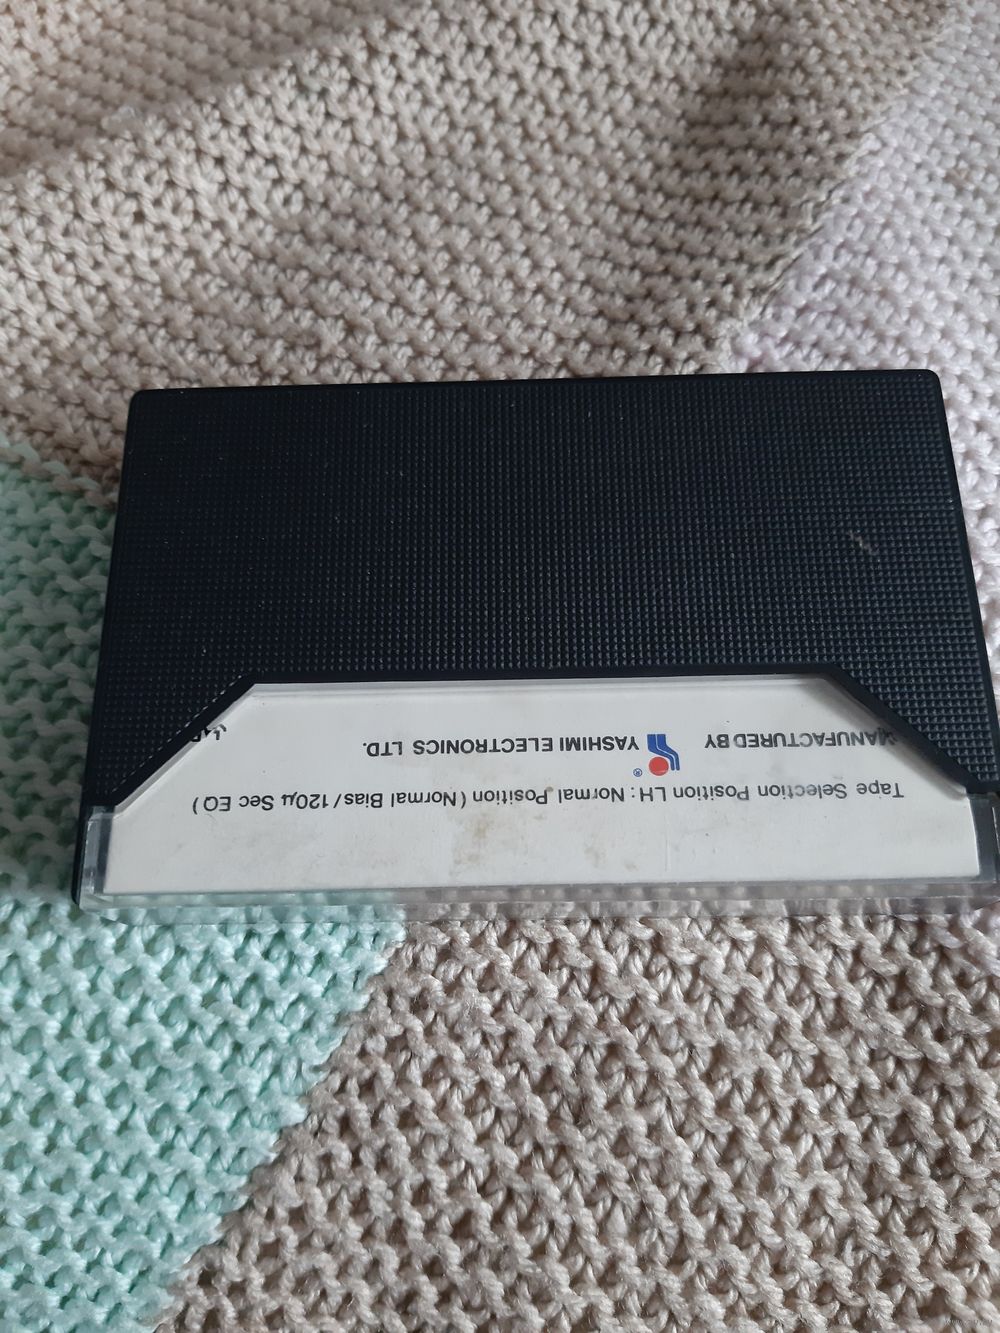 Tape Selection Position LH : Normal Position ( Normal Bias / 120µ Sec EQ )
MANUFACTURED BY YASHIMI ELECTRONICS LTD.
®